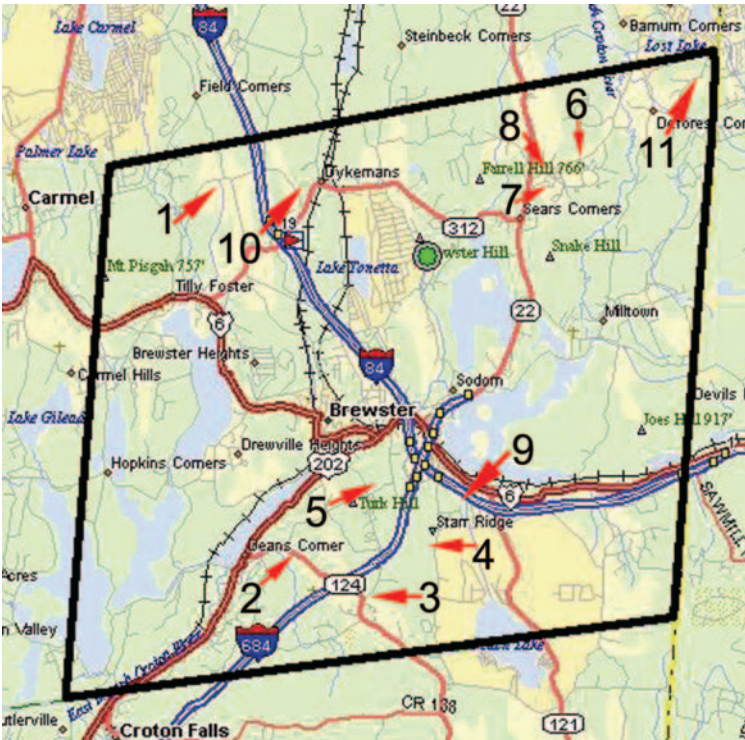 22
Lake Carmel
84
Barnum Corners
Steinbeck Corners
Lost Lake
Field Corners
6
8
11
Palmer Lake
Dykemans
Farrell Hill 766'
Carmel
1
7
10
19
312
Sears Corners
Snake Hill
Mt Pisgah 757'
Lake Tonetta
Tilly Foster
22
Milltown
6
Brewster Heights
84
Carmel Hills
Sodom
Devils
Lake Gilead
Brewster
Joes Hill 917'
9
Drewville Heights
Hopkins Corners
202
6
SAWMILL
5
Turk Hill
Starr Ridge
4
Deans Corner
2
124
3
684
CR 138
Croton Falls
121